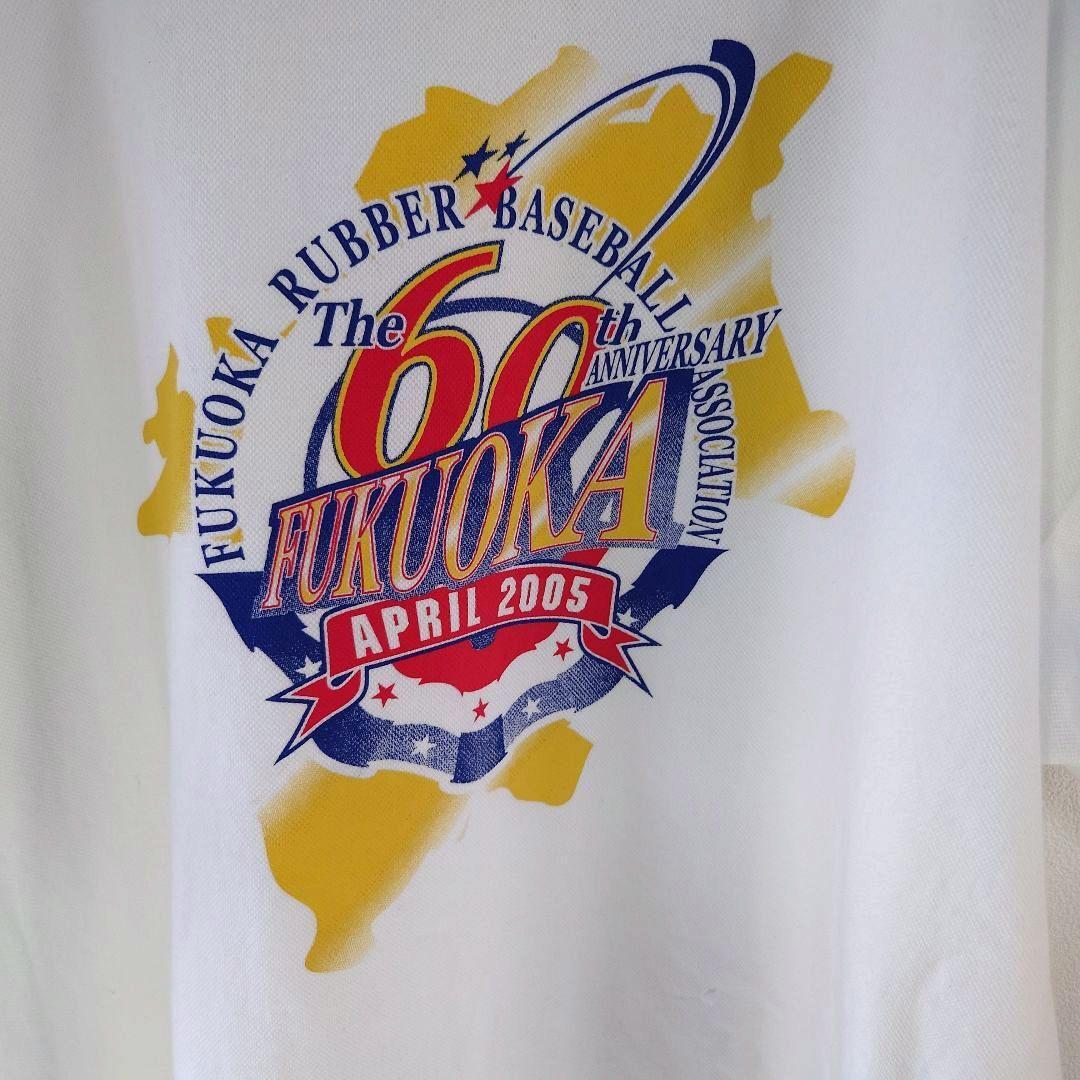 FUKUOKA RUBBER BASEBALL ASSOCIATION
The 60th
ANNIVERSARY
FUKUOKA
APRIL 2005